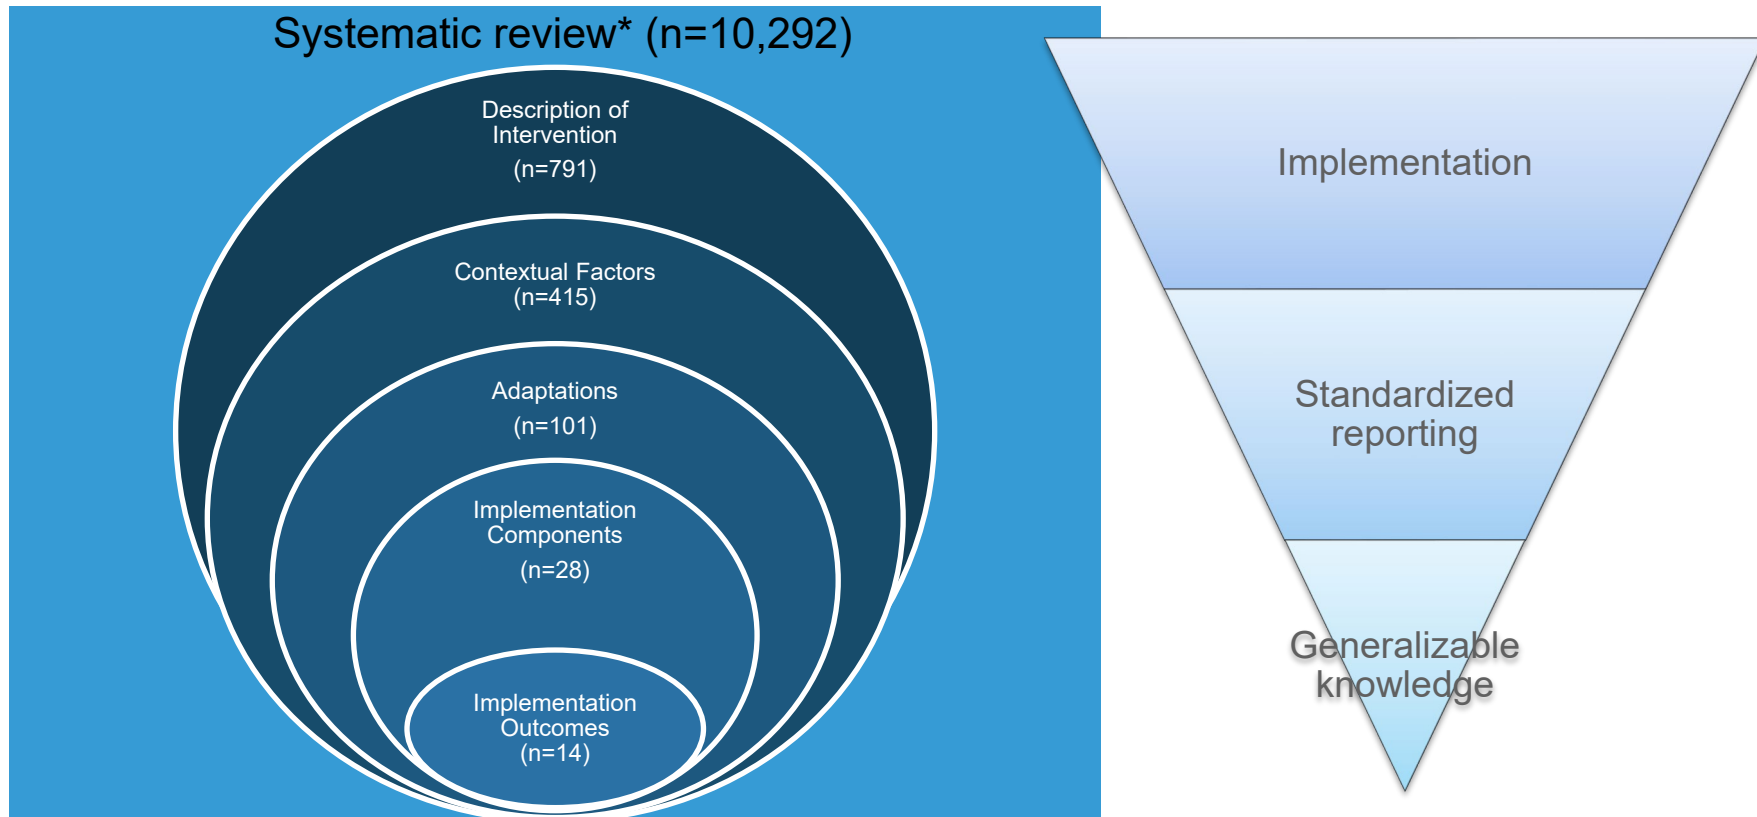 Systematic review* (n=10,292)
Description of
Intervention
(n=791)
Contextual Factors
(n=415)
Adaptations
(n=101)
Implementation
Components
(n=28)
Implementation
Outcomes
(n=14)
Implementation
Standardized
reporting
Generalizable
knowledge